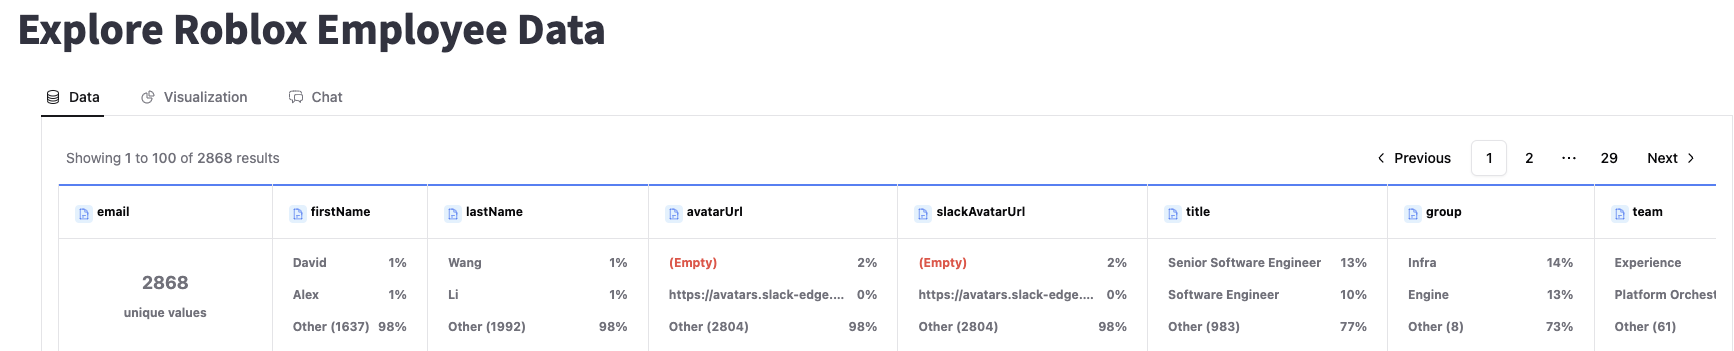 Explore Roblox Employee Data
Data Visualization Chat
Showing 1 to 100 of 2868 results Previous 1 2 ... 29 Next
email firstName lastName avatarUrl slackAvatarUrl title group team
2868
unique values
David 1% Wang 1% (Empty) 2% (Empty) 2% Senior Software Engineer 13% Infra 14% Experience
Alex 1% Li 1% https://avatars.slack-edge.... 0% https://avatars.slack-edge.... 0% Software Engineer 10% Engine 13% Platform Orchest
Other (1637) 98% Other (1992) 98% Other (2804) 98% Other (2804) 98% Other (983) 77% Other (8) 73% Other (61)